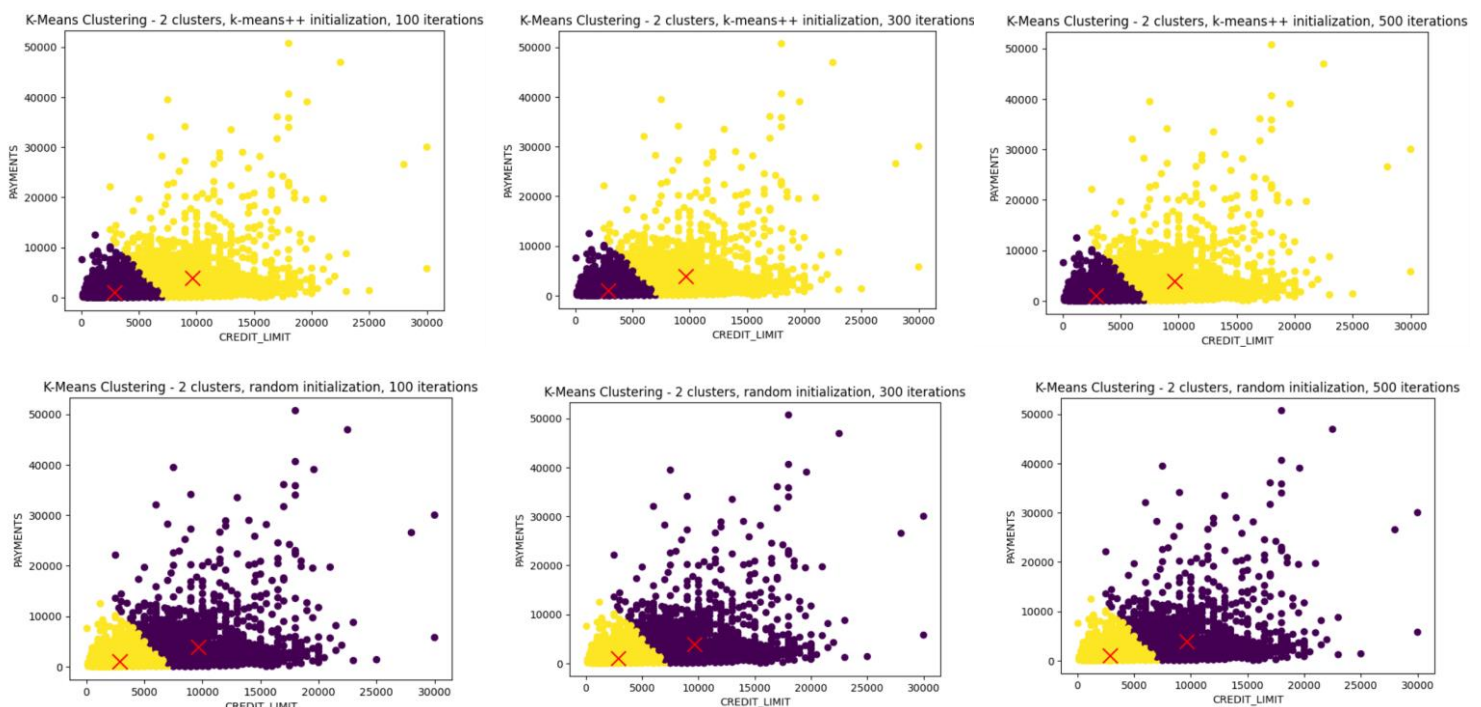 K-Means Clustering - 2 clusters, k-means++ initialization, 100 iterations
50000
40000
30000
20000
10000
0
PAYMENTS
0 5000 10000 15000 20000 25000 30000
CREDIT_LIMIT
K-Means Clustering - 2 clusters, k-means++ initialization, 300 iterations
50000
40000
30000
20000
10000
0
PAYMENTS
0 5000 10000 15000 20000 25000 30000
CREDIT_LIMIT
K-Means Clustering - 2 clusters, k-means++ initialization, 500 iterations
50000
40000
30000
20000
10000
0
PAYMENTS
0 5000 10000 15000 20000 25000 30000
CREDIT_LIMIT
K-Means Clustering - 2 clusters, random initialization, 100 iterations
50000
40000
30000
20000
10000
0
PAYMENTS
0 5000 10000 15000 20000 25000 30000
CREDIT_LIMIT
K-Means Clustering - 2 clusters, random initialization, 300 iterations
50000
40000
30000
20000
10000
0
PAYMENTS
0 5000 10000 15000 20000 25000 30000
CREDIT_LIMIT
K-Means Clustering - 2 clusters, random initialization, 500 iterations
50000
40000
30000
20000
10000
0
PAYMENTS
0 5000 10000 15000 20000 25000 30000
CREDIT_LIMIT